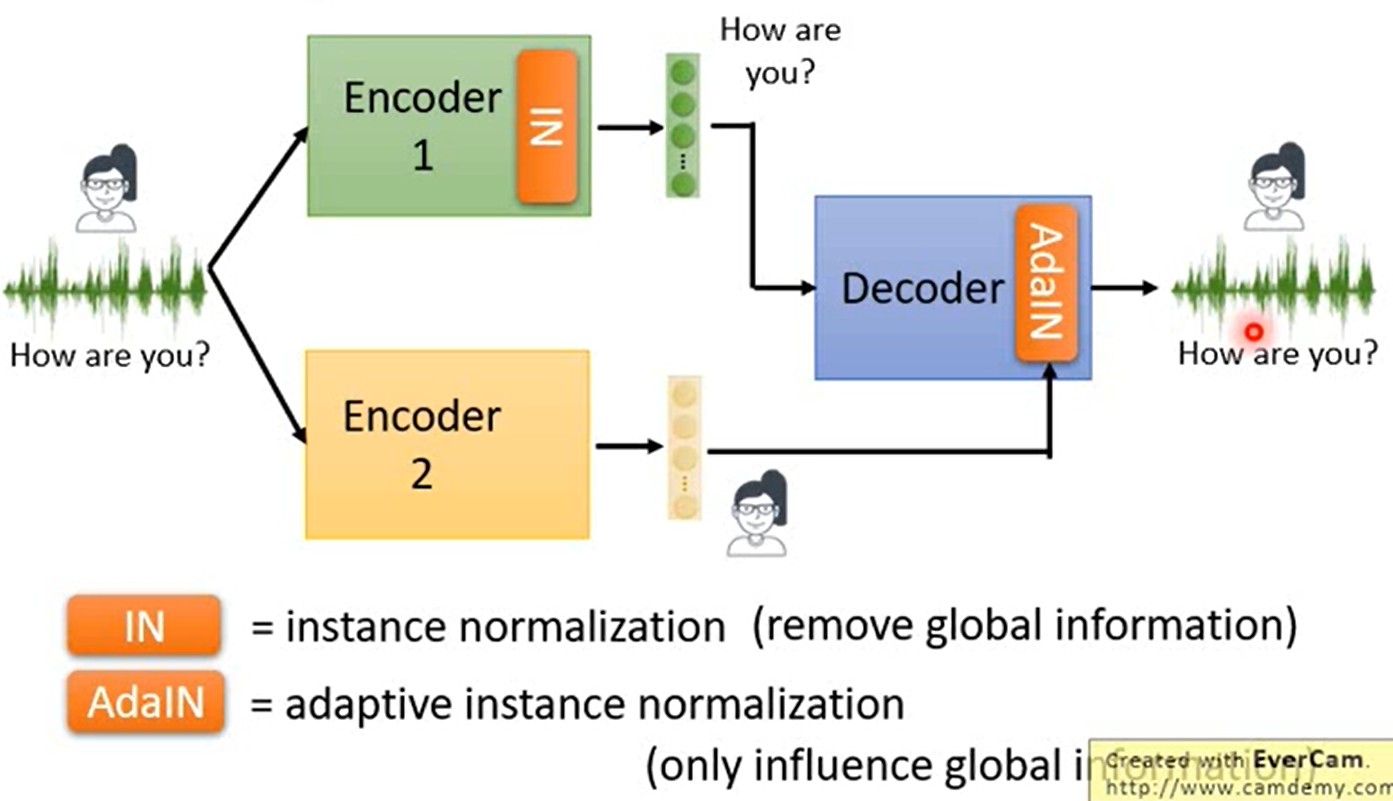 How are
you?
Encoder
1
IN
How are you?
Decoder
AdaIN
How are you?
Encoder
2
IN
= instance normalization (remove global information)
AdaIN
= adaptive instance normalization
(only influence global information)
Created with EverCam.
http://www.camdemy.com